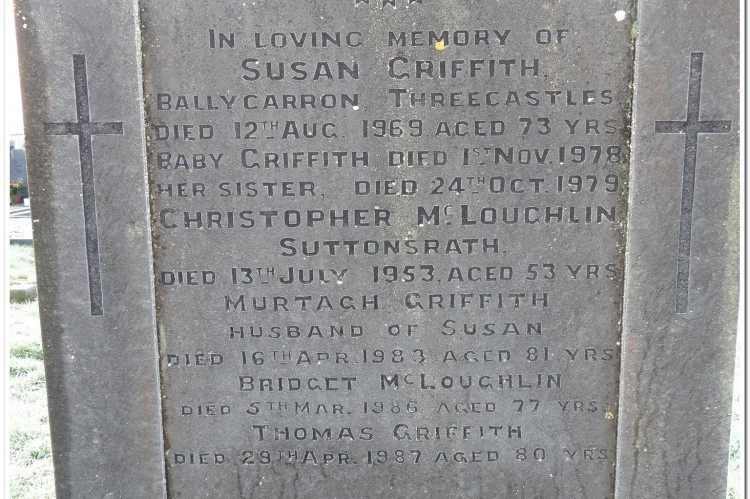 IN LOVING MEMORY OF
SUSAN GRIFFITH,
BALLYCARRON, THREECASTLES
DIED 12TH AUG. 1969 AGED 73 YRS
BABY GRIFFITH DIED 1ST NOV. 1978
HER SISTER, DIED 24TH OCT. 1979
CHRISTOPHER MCLOUGHLIN
SUTTONSRATH,
DIED 13TH JULY 1953, AGED 53 YRS
MURTAGH GRIFFITH
HUSBAND OF SUSAN
DIED 16TH APR. 1983 AGED 81 YRS
BRIDGET MCLOUGHLIN
DIED 5TH MAR. 1986 AGED 77 YRS.
THOMAS GRIFFITH
DIED 29TH APR. 1987 AGED 80 YRS